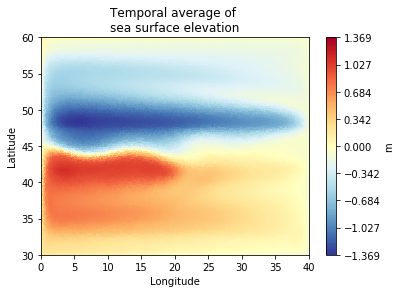 Temporal average of
sea surface elevation
60
55
50
45
40
35
30
Latitude
0 5 10 15 20 25 30 35 40
Longitude
1.369
1.027
0.684
0.342
0.000
−0.342
−0.684
−1.027
−1.369
m